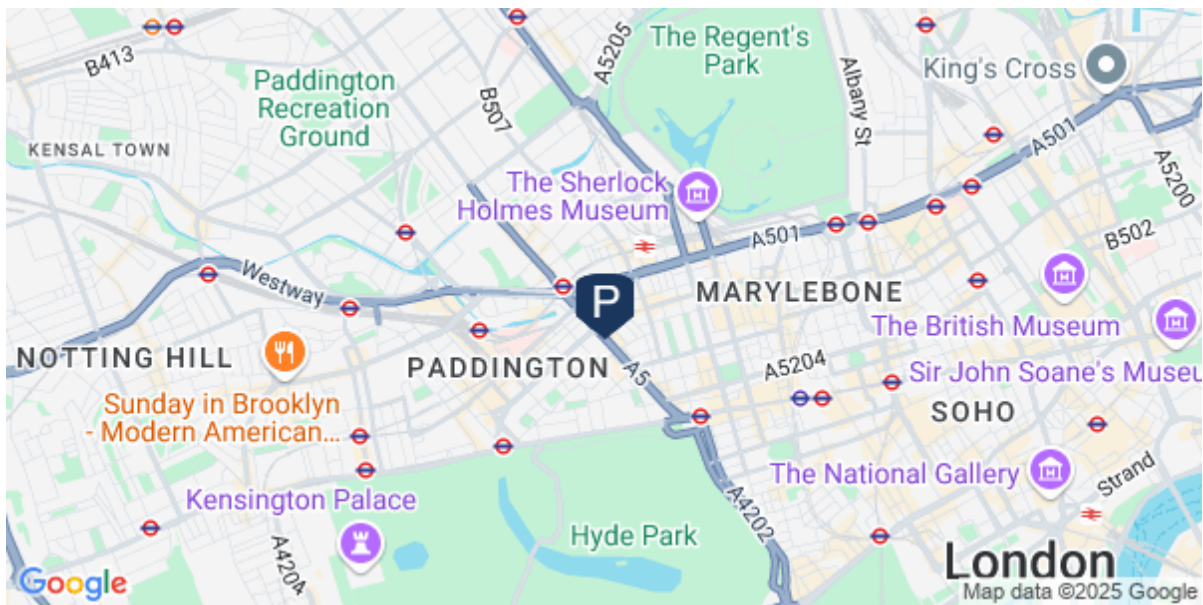 B413
A5205
The Regent's
Park
Albany St
King's Cross
Paddington
Recreation
Ground
B507
A501
KENSAL TOWN
A5200
The Sherlock
Holmes Museum
A501
B502
Westway
P
MARYLEBONE
The British Museum
NOTTING HILL
PADDINGTON
A5
A5204
Sir John Soane's Museu
Sunday in Brooklyn
- Modern American...
SOHO
The National Gallery
Strand
Kensington Palace
A4202
Hyde Park
A4204
London
Google
Map data ©2025 Google